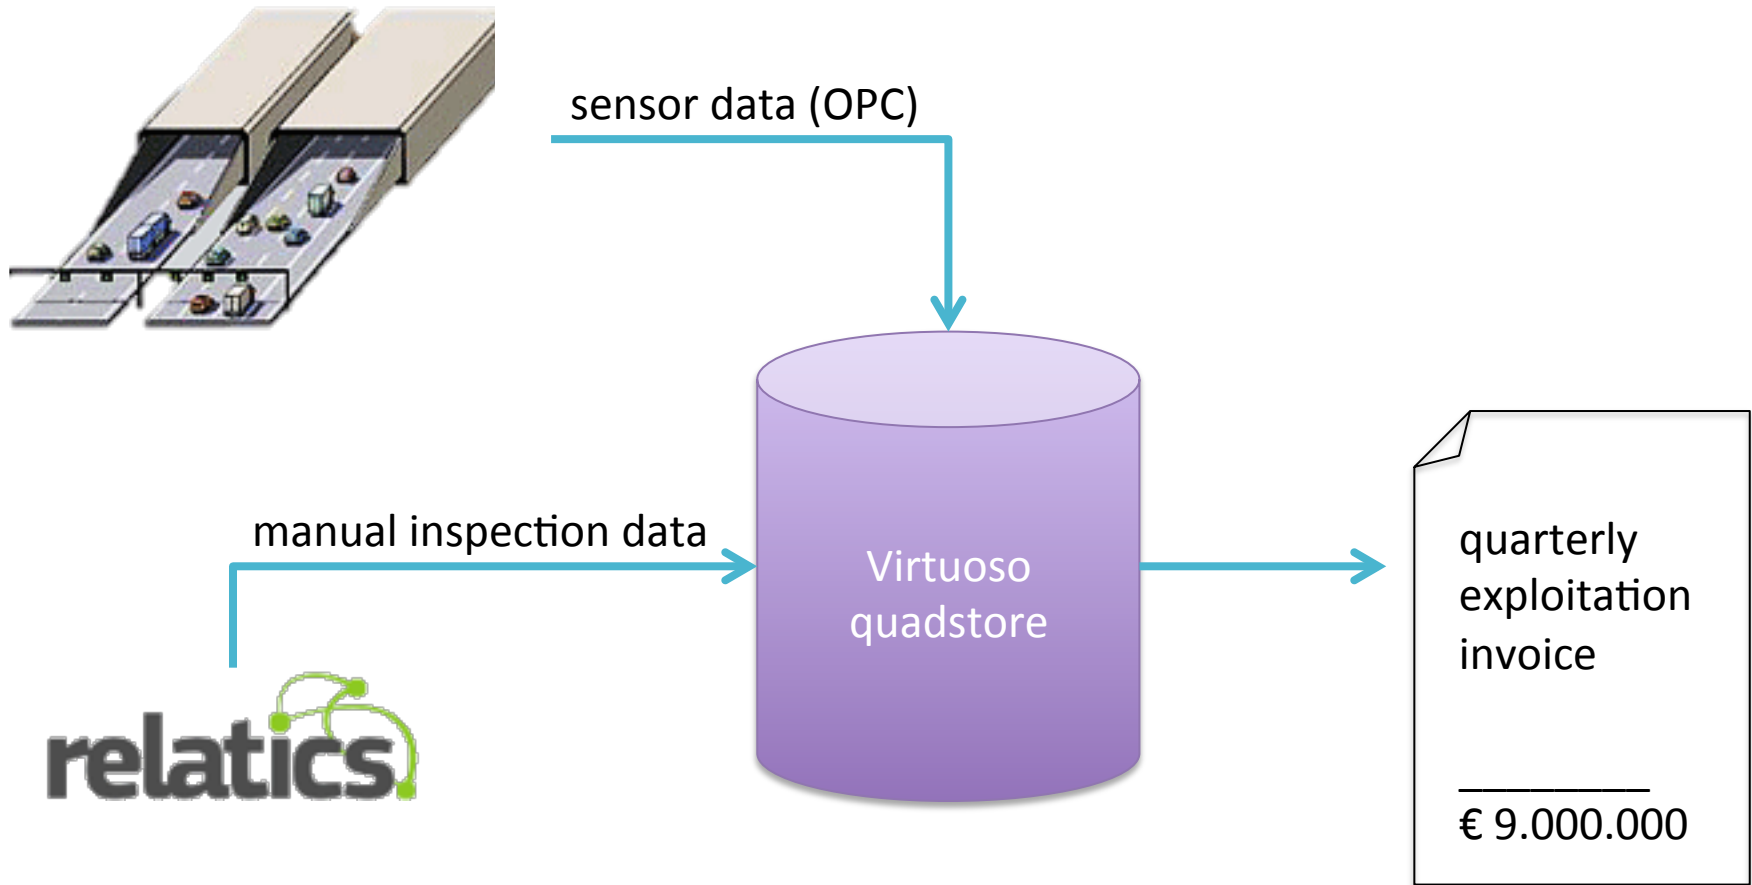 sensor data (OPC)
manual inspection data
Virtuoso
quadstore
quarterly
exploitation
invoice
________
€ 9.000.000
relatics